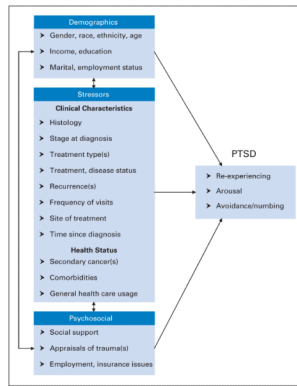 Demographics
Gender, race, ethnicity, age
Income, education
Marital, employment status
Stressors
Clinical Characteristics
Histology
Stage at diagnosis
Treatment type(s)
Treatment, disease status
Recurrence(s)
Frequency of visits
Site of treatment
Time since diagnosis
Health Status
Secondary cancer(s)
Comorbidities
General health care usage
Psychosocial
Social support
Appraisals of trauma(s)
Employment, insurance issues
PTSD
Re-experiencing
Arousal
Avoidance/numbing